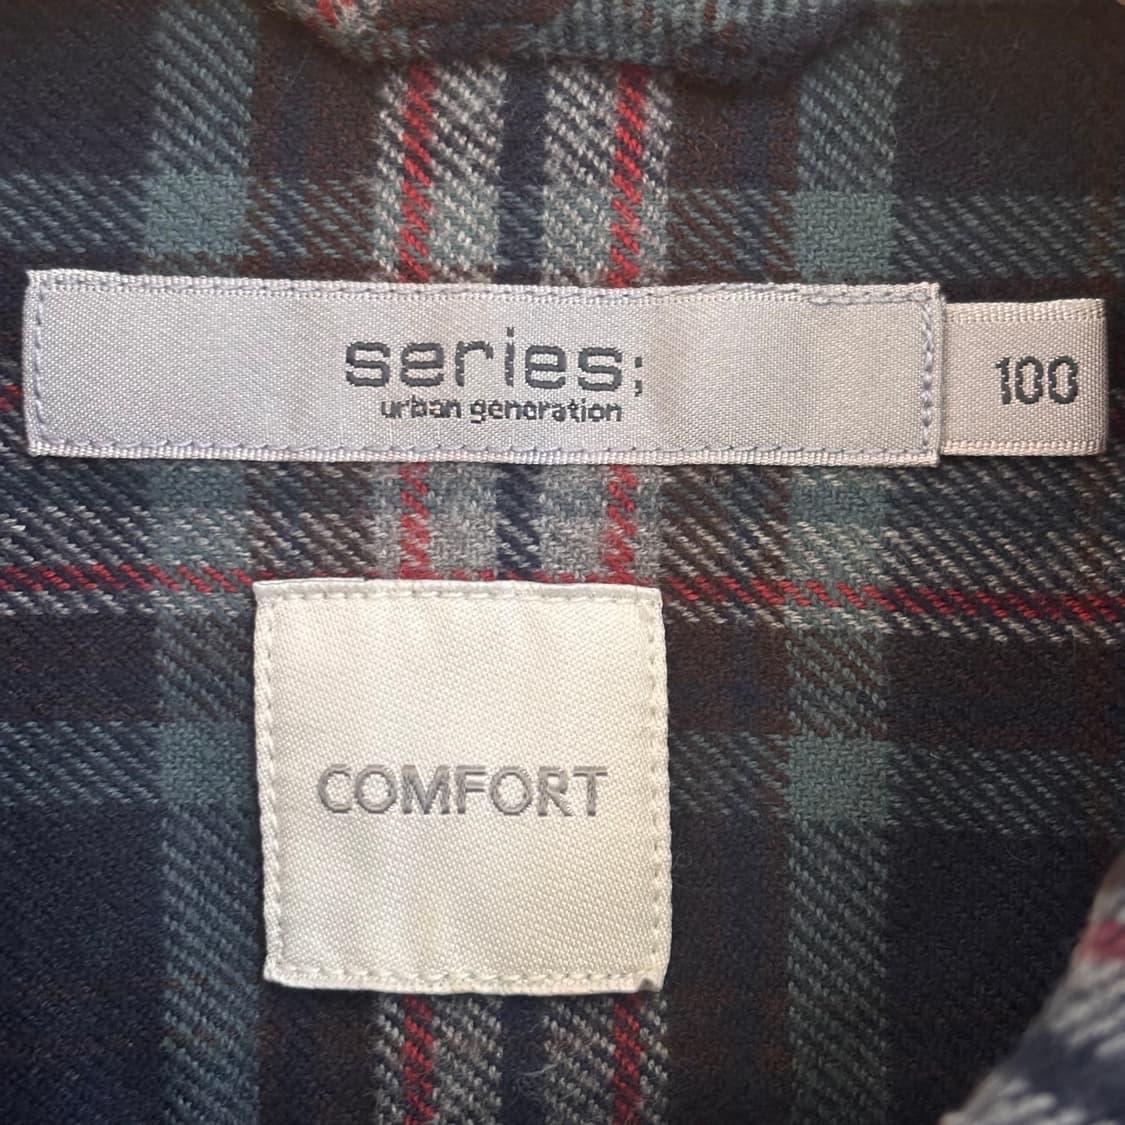 series;
urban generation
100
COMFORT